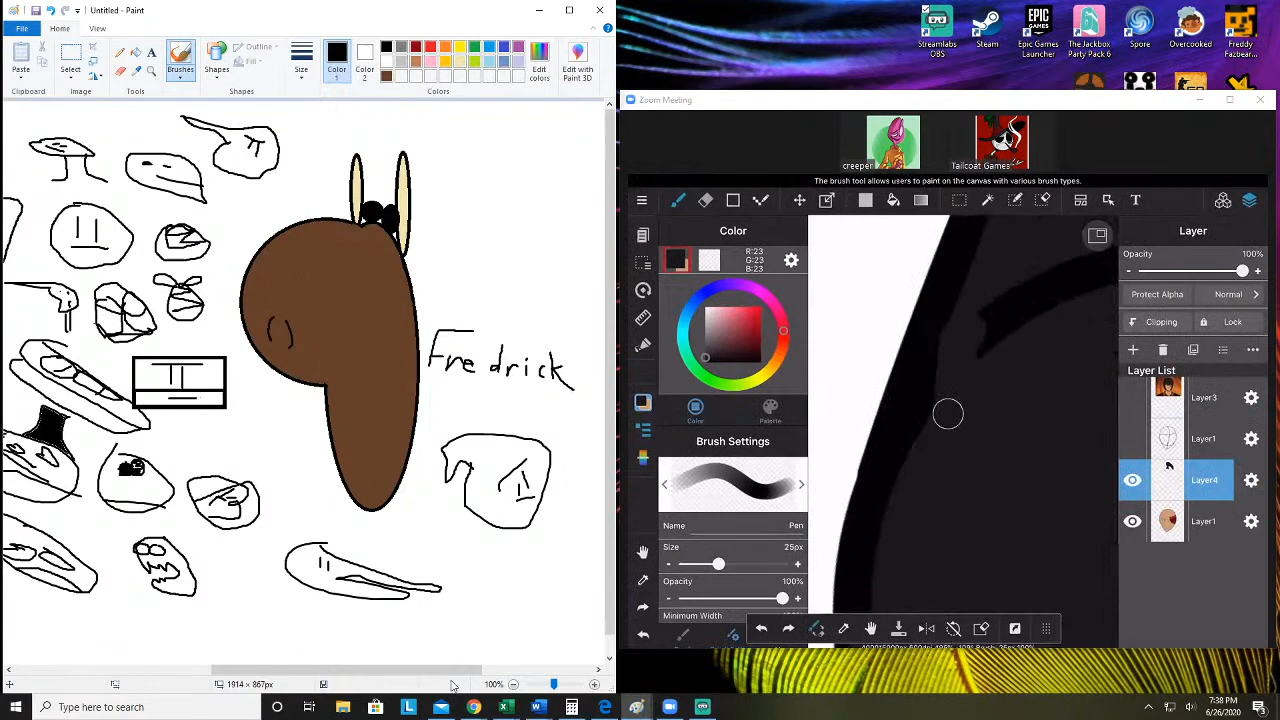 Untitled - Paint
File
Home
View
Paste
Select
Brushes
Shapes
Outline
Fill
Size
Color 1
Color 2
Edit colors
Edit with Paint 3D
Clipboard
Image
Tools
Shapes
Colors
Fredrick
1914 × 867px
100%
Streamlabs OBS
Steam
Epic Games Launcher
The Jackbox Party Pack 6
Spore
Overcooked
Freddy Fazbear...
Zoom Meeting
creeper
Tailcoat Games
The brush tool allows users to paint on the canvas with various brush types.
T
Color
R:23
G:23
B:23
Color
Palette
Brush Settings
Name
Pen
Size
25px
Opacity
100%
Minimum Width
Layer
Opacity
100%
Protect Alpha
Normal
Clipping
Lock
Layer List
Layer3
Layer1
Layer4
Layer1
Type here to search
7:38 PM
6/26/2020